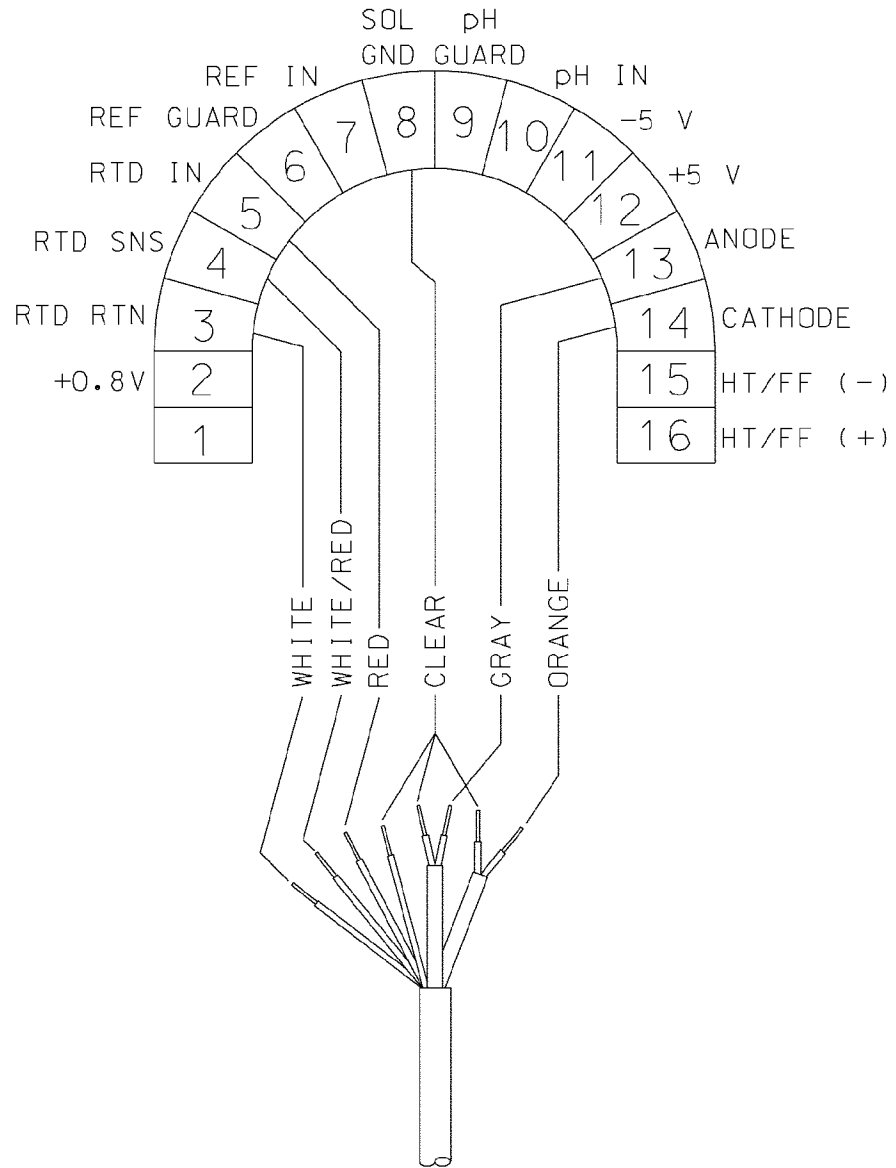 SOL pH
GND GUARD
REF IN
pH IN
REF GUARD
-5 V
RTD IN
+5 V
RTD SNS
ANODE
RTD RTN
CATHODE
+0.8V
HT/FF (-)
HT/FF (+)
1
2
3
4
5
6
7
8
9
10
11
12
13
14
15
16
WHITE
WHITE/RED
RED
CLEAR
GRAY
ORANGE